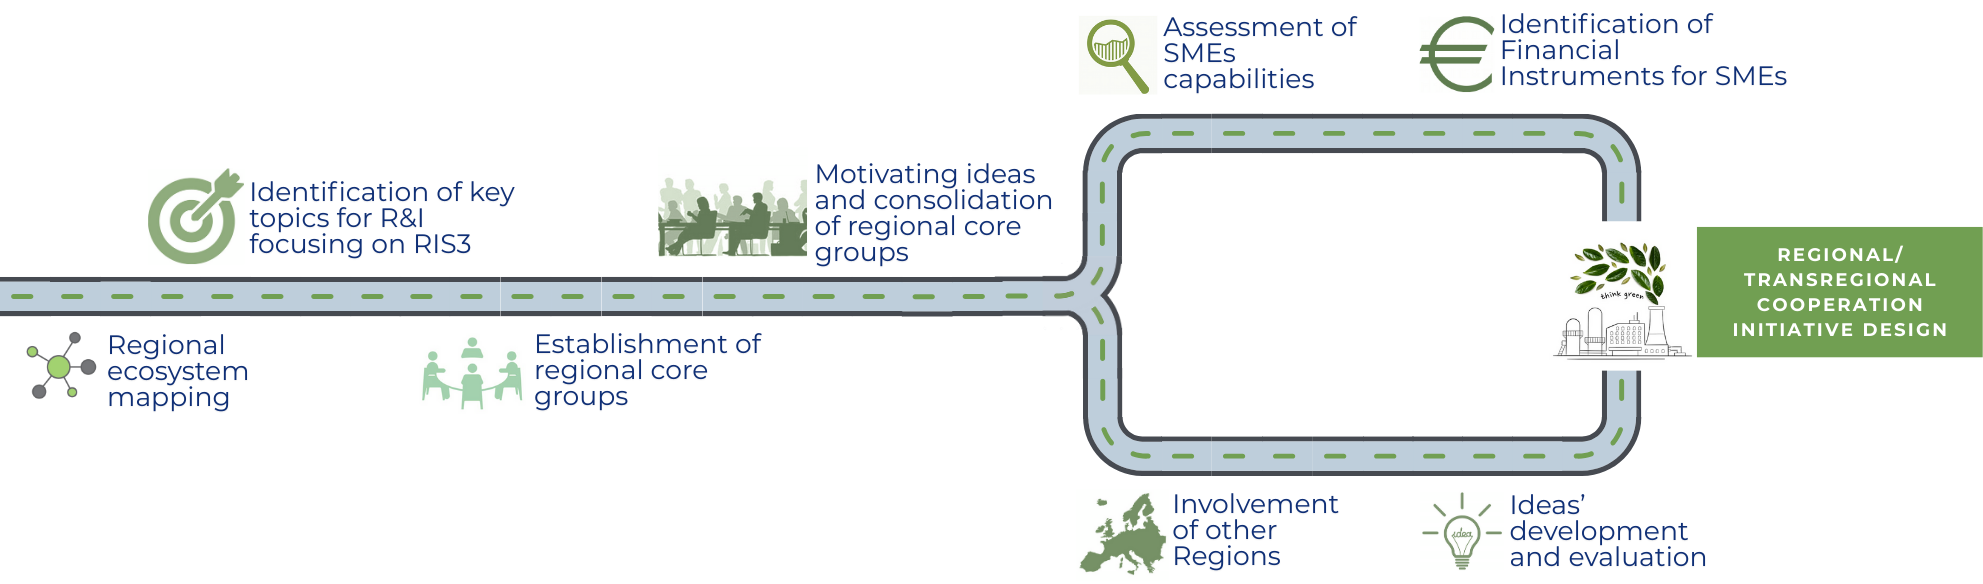 Assessment of
SMEs
capabilities
Identification of
Financial
Instruments for SMEs
Identification of key
topics for R&I
focusing on RIS3
Motivating ideas
and consolidation
of regional core
groups
think green
REGIONAL/
TRANSREGIONAL
COOPERATION
INITIATIVE DESIGN
Regional
ecosystem
mapping
Establishment of
regional core
groups
Involvement
of other
Regions
idea
Ideas’
development
and evaluation